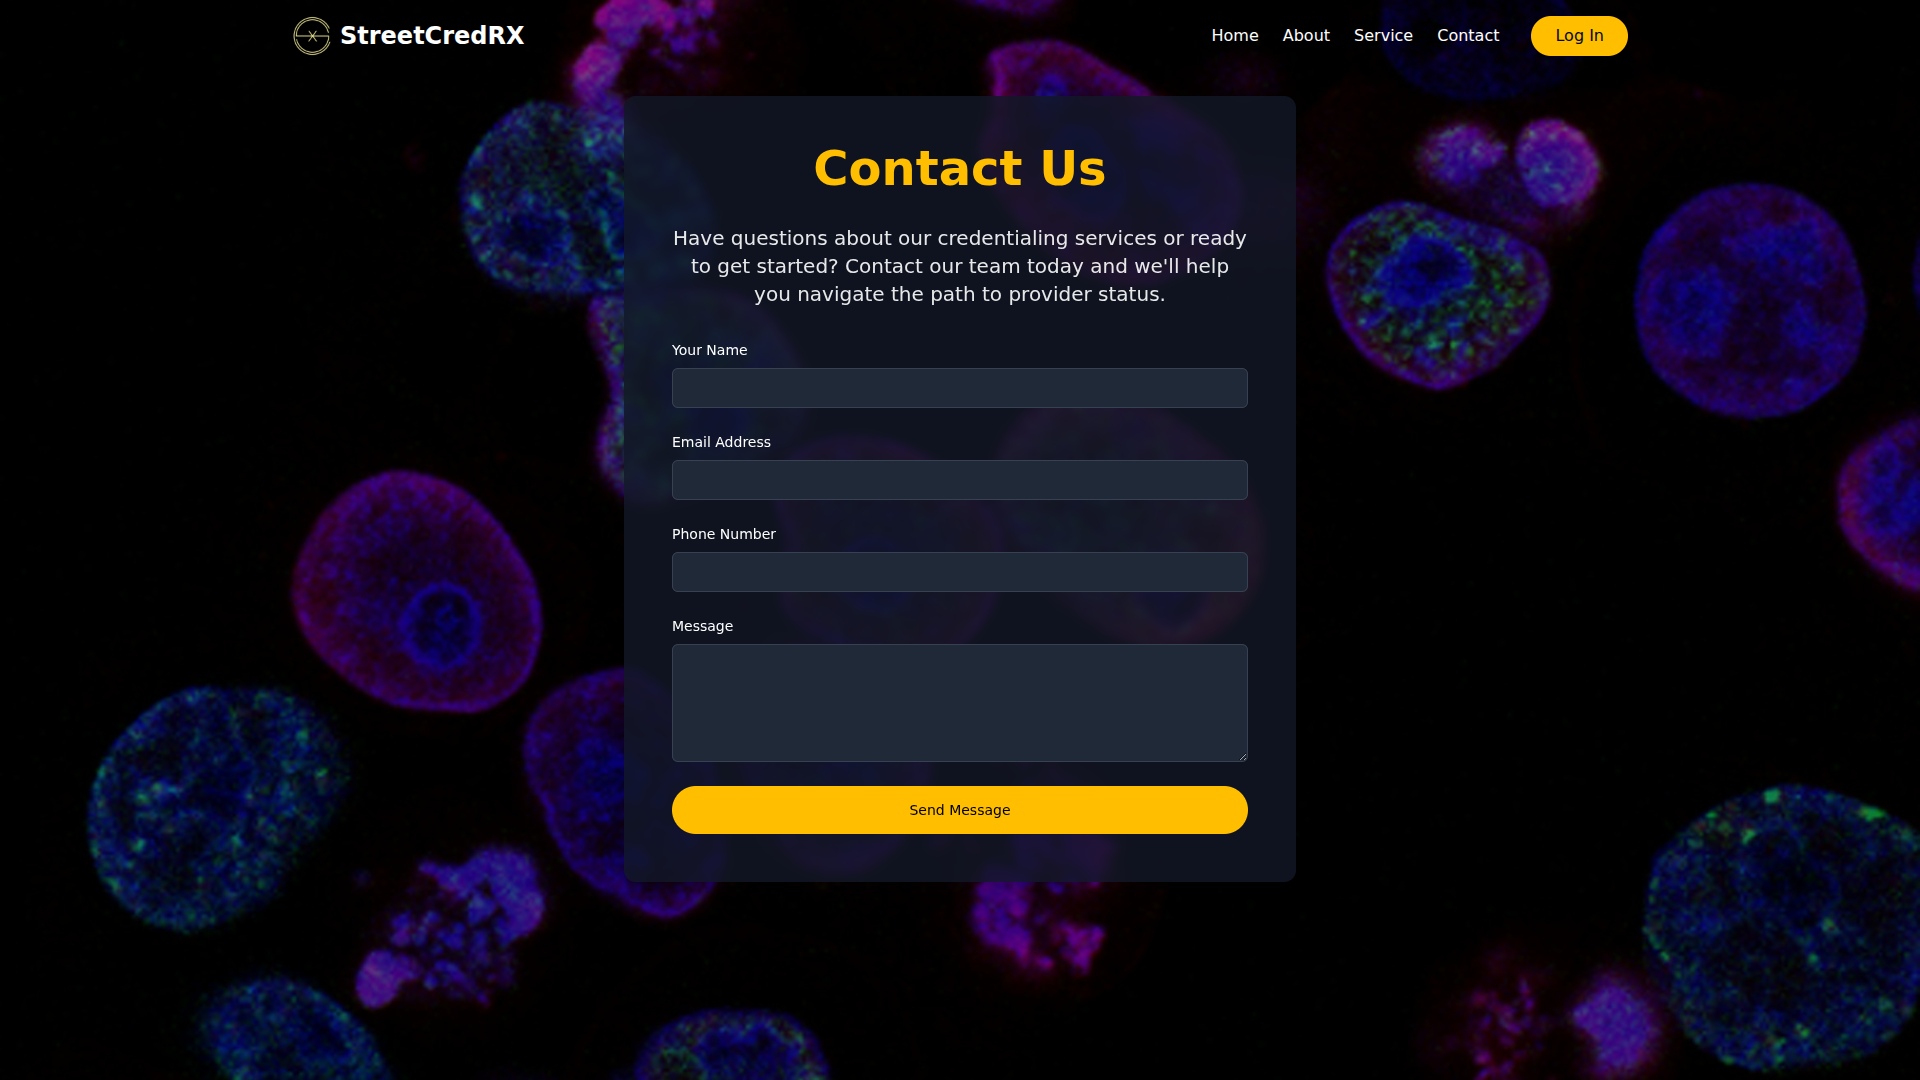 StreetCredRX
Home
About
Service
Contact
Log In
Contact Us
Have questions about our credentialing services or ready
to get started? Contact our team today and we'll help
you navigate the path to provider status.
Your Name
Email Address
Phone Number
Message
Send Message